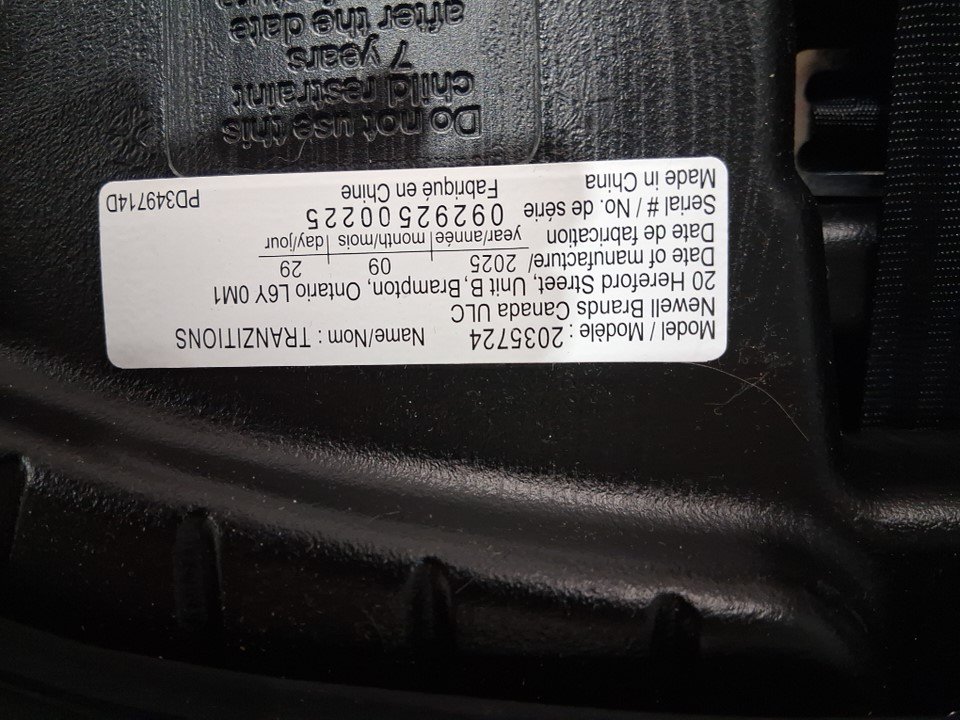 Model / Modèle : 2035724 Name/Nom : TRANZITIONS
Newell Brands Canada ULC
20 Hereford Street, Unit B, Brampton, Ontario L6Y 0M1
Date of manufacture/ 2025 09 29
Date de fabrication year/année | month/mois | day/jour
Serial # / No. de série 09292500225
Made in China Fabriqué en Chine PD349714D
Do not use this
child restraint
7 years
after the date